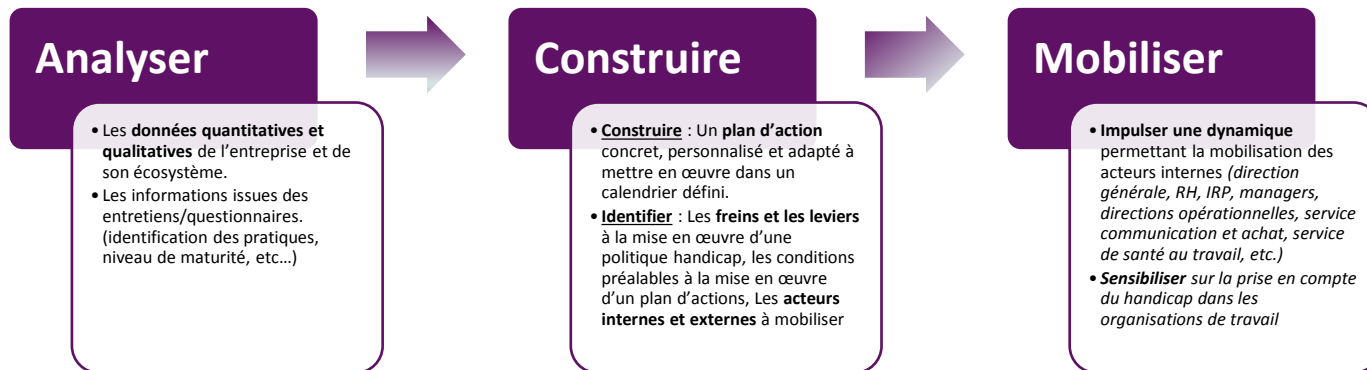 Analyser
• Les données quantitatives et
qualitatives de l'entreprise et de
son écosystème.
• Les informations issues des
entretiens/questionnaires.
(identification des pratiques,
niveau de maturité, etc…)
Construire
• Construire : Un plan d'action
concret, personnalisé et adapté à
mettre en œuvre dans un
calendrier défini.
• Identifier : Les freins et les leviers
à la mise en œuvre d'une
politique handicap, les conditions
préalables à la mise en œuvre
d'un plan d'actions, Les acteurs
internes et externes à mobiliser
Mobiliser
• Impulser une dynamique
permettant la mobilisation des
acteurs internes (direction
générale, RH, IRP, managers,
directions opérationnelles, service
communication et achat, service
de santé au travail, etc.)
• Sensibiliser sur la prise en compte
du handicap dans les
organisations de travail